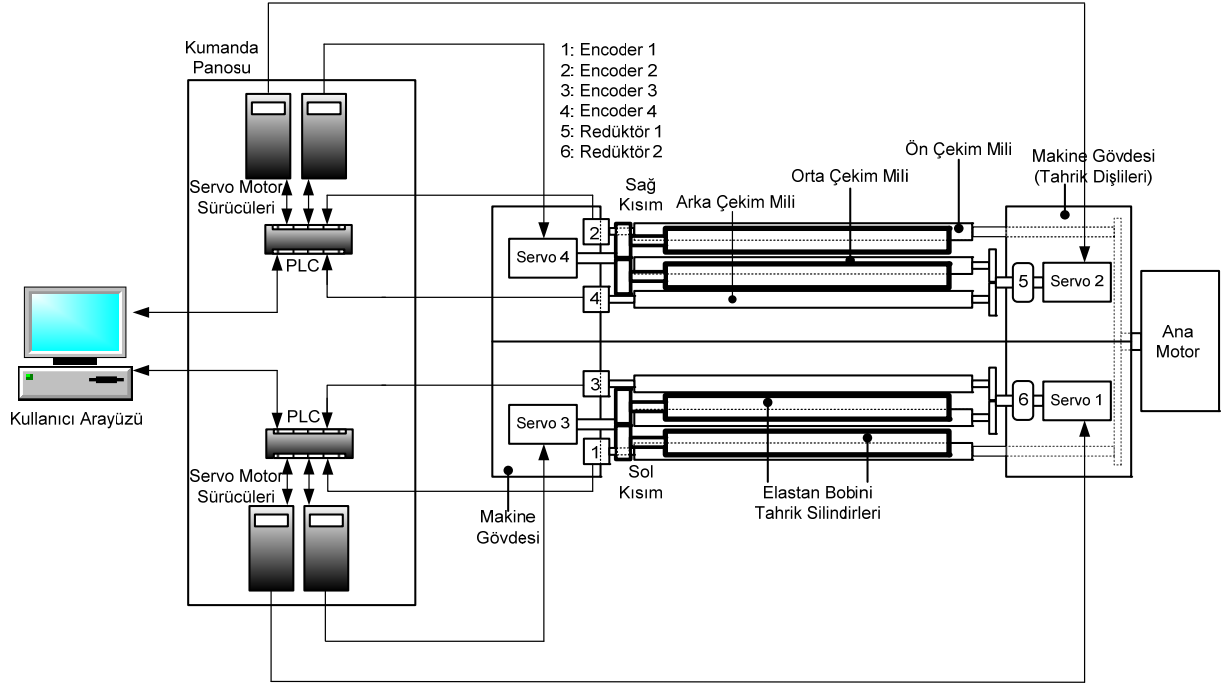 Kumanda
Panosu
1: Encoder 1
2: Encoder 2
3: Encoder 3
4: Encoder 4
5: Redüktör 1
6: Redüktör 2
Servo Motor
Sürücüleri
PLC
Kullanıcı Arayüzü
PLC
Servo Motor
Sürücüleri
Sağ
Kısım
Arka Çekim Mili
Orta Çekim Mili
Ön Çekim Mili
Makine Gövdesi
(Tahrik Dişlileri)
2
Servo 4
4
5
Servo 2
Ana
Motor
3
Servo 3
1
6
Servo 1
Sol
Kısım
Makine
Gövdesi
Elastan Bobini
Tahrik Silindirleri